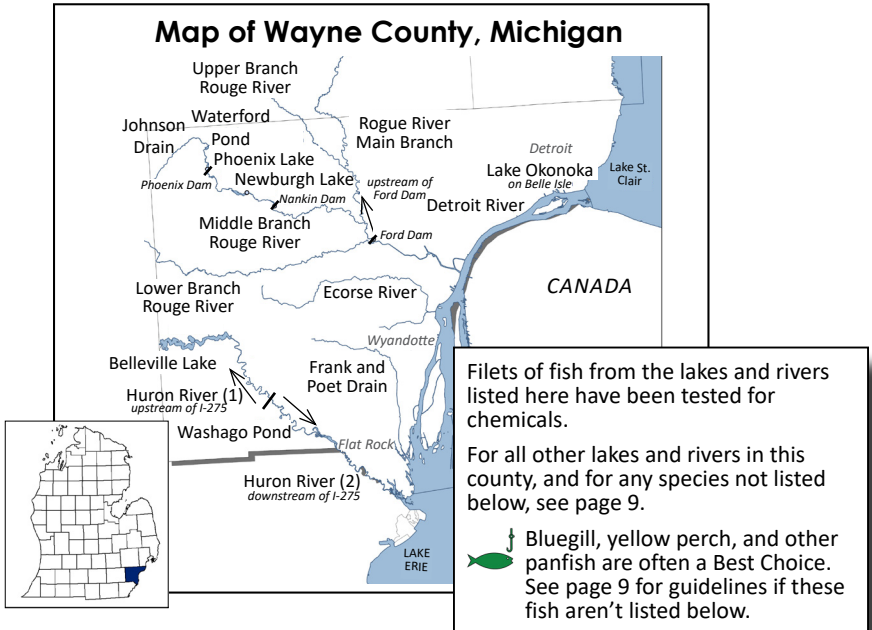 Map of Wayne County, Michigan
Upper Branch
Rouge River
Waterford
Pond
Johnson
Drain
Rogue River
Main Branch
Phoenix Lake
Phoenix Dam
Newburgh Lake
Nankin Dam
upstream of
Ford Dam
Detroit
Lake Okonoka
on Belle Isle
Lake St.
Clair
Detroit River
Middle Branch
Rouge River
Ford Dam
CANADA
Lower Branch
Rouge River
Ecorse River
Wyandotte
Belleville Lake
Frank and
Poet Drain
Huron River (1)
upstream of I-275
Washago Pond
Flat Rock
Huron River (2)
downstream of I-275
LAKE
ERIE
Filets of fish from the lakes and rivers
listed here have been tested for
chemicals.
For all other lakes and rivers in this
county, and for any species not listed
below, see page 9.
Bluegill, yellow perch, and other
panfish are often a Best Choice.
See page 9 for guidelines if these
fish aren't listed below.